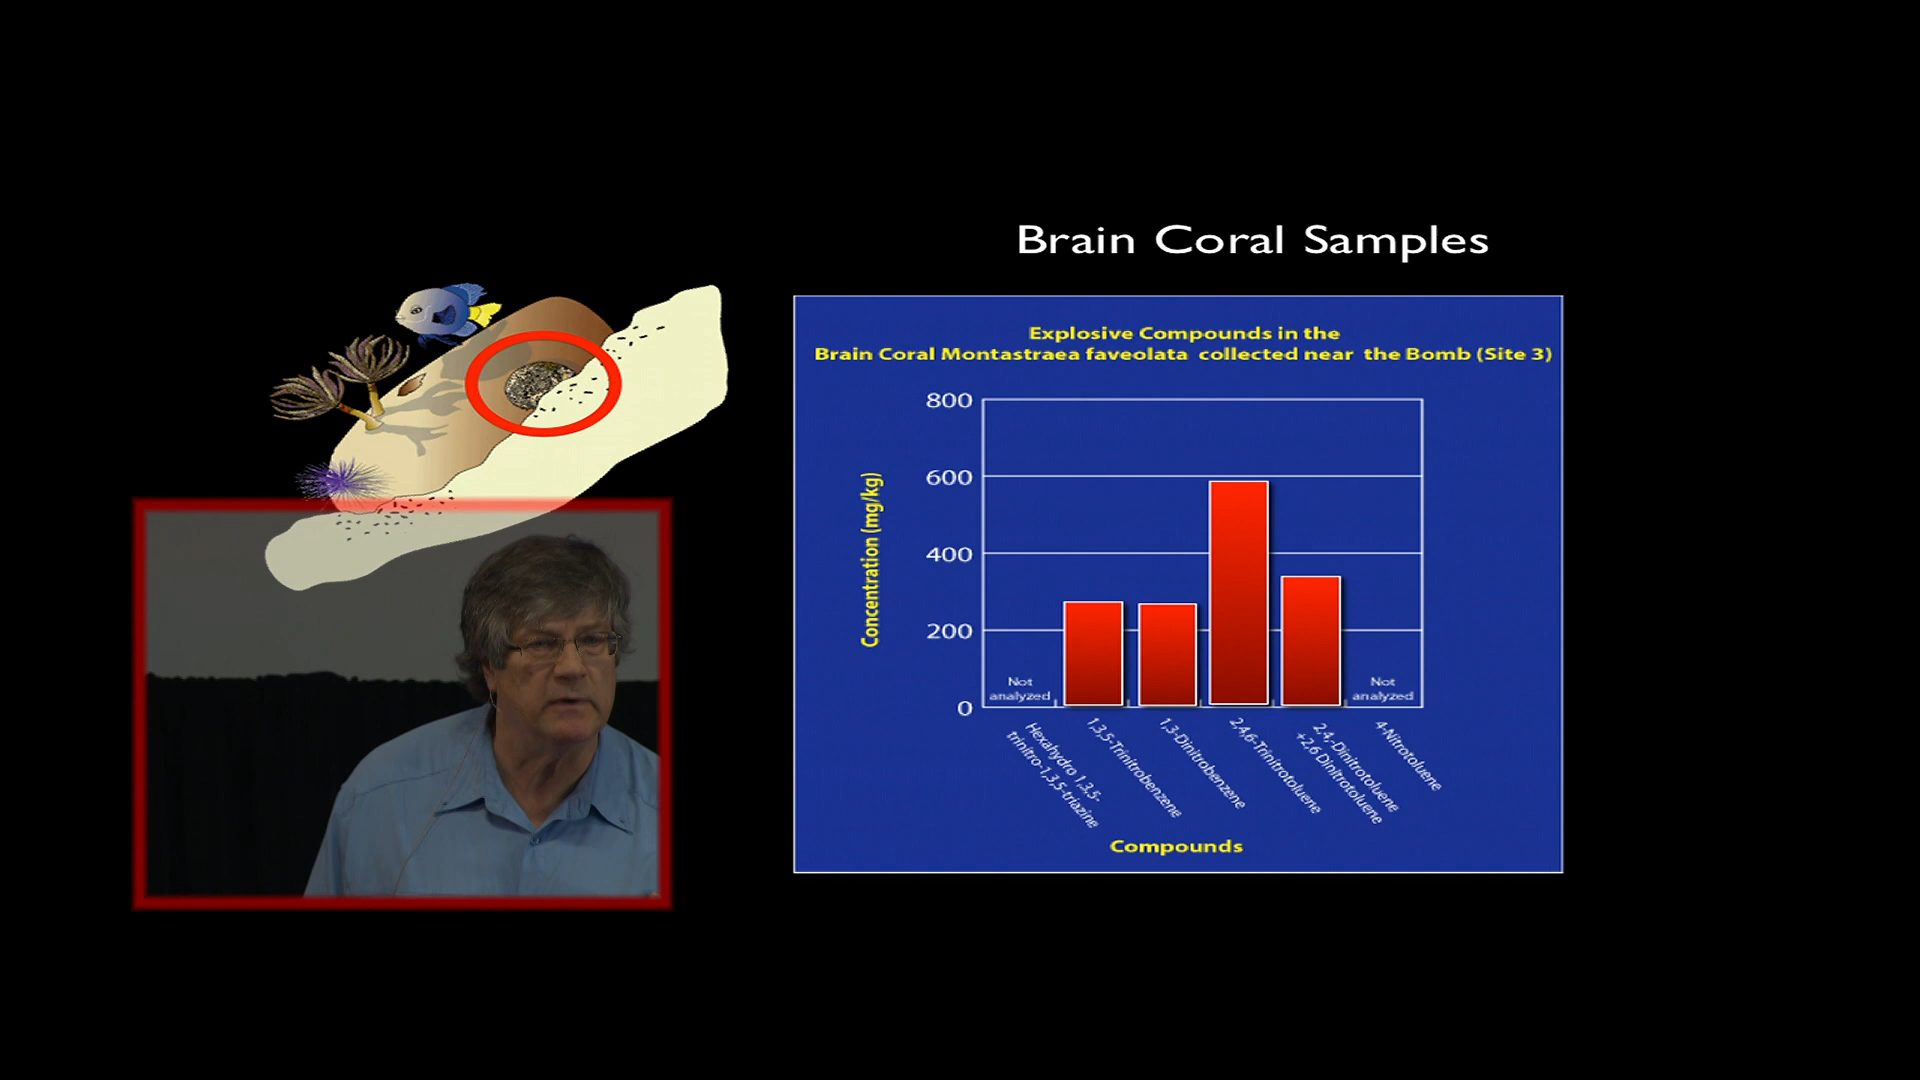 Brain Coral Samples
Explosive Compounds in the
Brain Coral Montastraea faveolata collected near the Bomb (Site 3)
Concentration (mg/kg)
800
600
400
200
0
Not
analyzed
Not
analyzed
Hexahydro 1,3,5-
trinitro-1,3,5-triazine
1,3,5-Trinitrobenzene
1,3-Dinitrobenzene
2,4,6-Trinitrotoluene
2,4,-Dinitrotoluene
+2,6 Dinitrotoluene
4-Nitrotoluene
Compounds